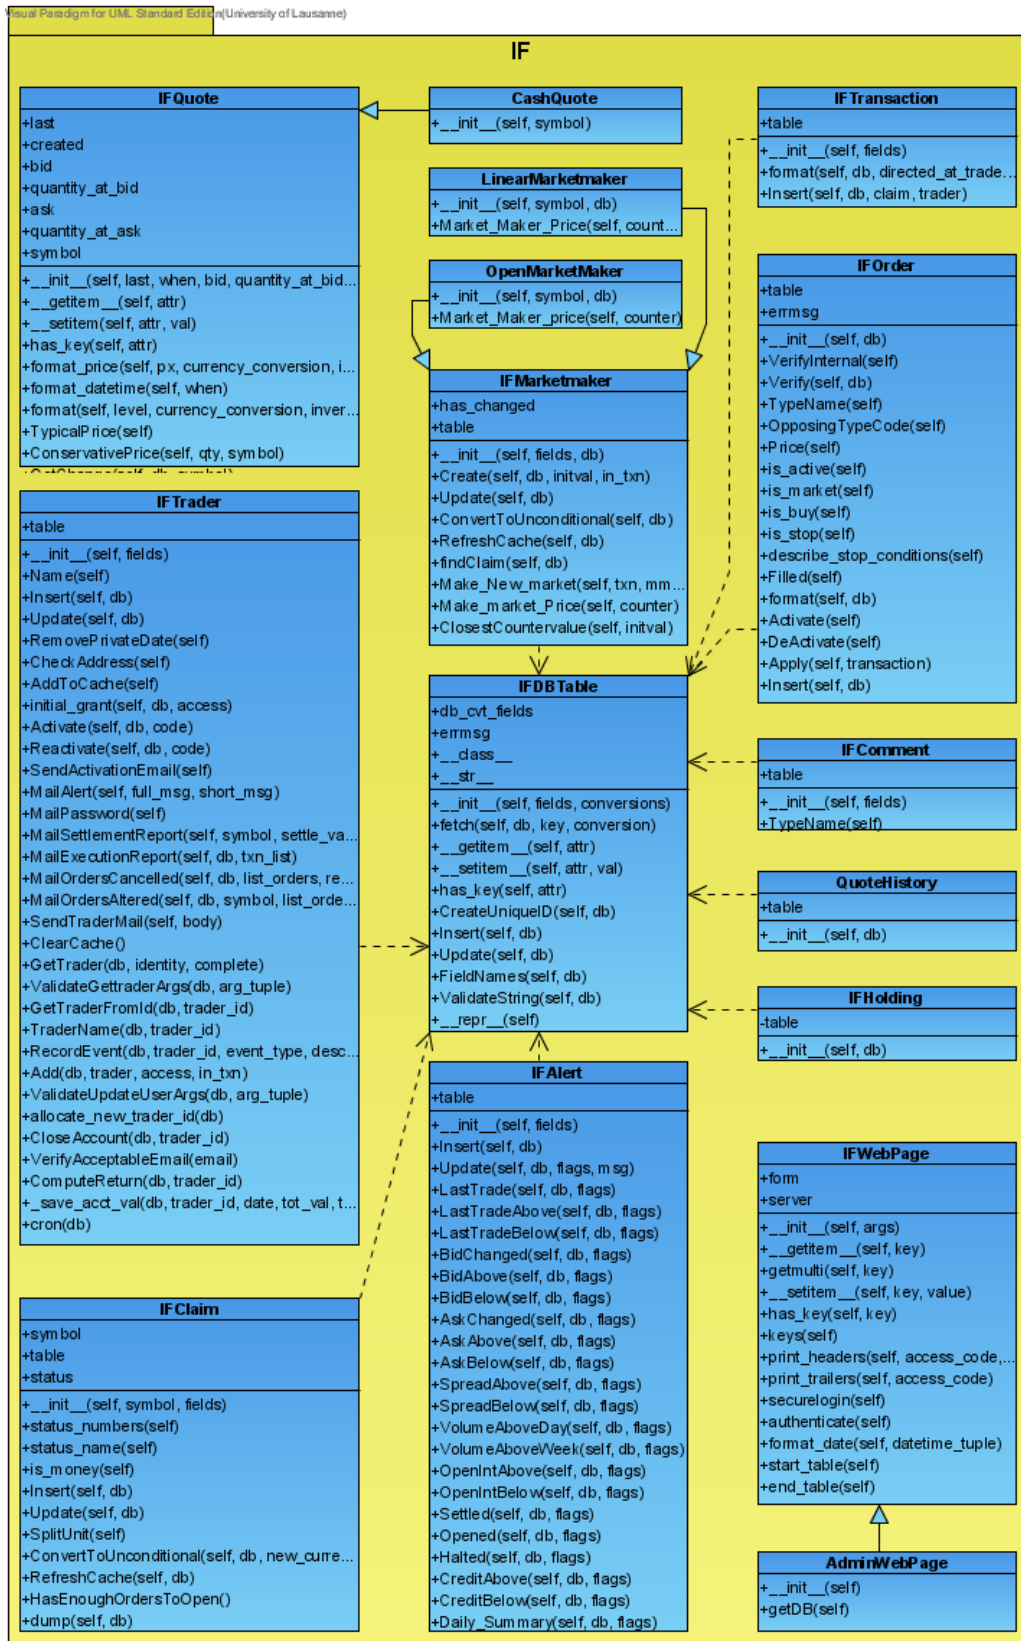 Visual Paradigm for UML Standard Edition(University of Lausanne)
IF
IFQuote
+last
+created
+bid
+quantity_at_bid
+ask
+quantity_at_ask
+symbol
+__init__(self, last, when, bid, quantity_at_bid...
+__getitem__(self, attr)
+__setitem(self, attr, val)
+has_key(self, attr)
+format_price(self, px, currency_conversion, i...
+format_datetime(self, when)
+format(self, level, currency_conversion, inver...
+TypicalPrice(self)
+ConservativePrice(self, qty, symbol)
+GetChange(self, db, symbol)
CashQuote
+__init__(self, symbol)
LinearMarketmaker
+__init__(self, symbol, db)
+Market_Maker_Price(self, count...
OpenMarketMaker
+__init__(self, symbol, db)
+Market_Maker_price(self, counter)
IFMarketmaker
+has_changed
+table
+__init__(self, fields, db)
+Create(self, db, initval, in_txn)
+Update(self, db)
+ConvertToUnconditional(self, db)
+RefreshCache(self, db)
+findClaim(self, db)
+Make_New_market(self, txn, mm...
+Make_market_Price(self, counter)
+ClosestCountervalue(self, initval)
IFTransaction
+table
+__init__(self, fields)
+format(self, db, directed_at_trade...
+Insert(self, db, claim, trader)
IFOrder
+table
+errmsg
+__init__(self, db)
+VerifyInternal(self)
+Verify(self, db)
+TypeName(self)
+OpposingTypeCode(self)
+Price(self)
+is_active(self)
+is_market(self)
+is_buy(self)
+is_stop(self)
+describe_stop_conditions(self)
+Filled(self)
+format(self, db)
+Activate(self)
+DeActivate(self)
+Apply(self, transaction)
+Insert(self, db)
IFTrader
+table
+__init__(self, fields)
+Name(self)
+Insert(self, db)
+Update(self, db)
+RemovePrivateDate(self)
+CheckAddress(self)
+AddToCache(self)
+initial_grant(self, db, access)
+Activate(self, db, code)
+Reactivate(self, db, code)
+SendActivationEmail(self)
+MailAlert(self, full_msg, short_msg)
+MailPassword(self)
+MailSettlementReport(self, symbol, settle_va...
+MailExecutionReport(self, db, txn_list)
+MailOrdersCancelled(self, db, list_orders, re...
+MailOrdersAltered(self, db, symbol, list_orde...
+SendTraderMail(self, body)
+ClearCache()
+GetTrader(db, identity, complete)
+ValidateGettraderArgs(db, arg_tuple)
+GetTraderFromId(db, trader_id)
+TraderName(db, trader_id)
+RecordEvent(db, trader_id, event_type, desc...
+Add(db, trader, access, in_txn)
+ValidateUpdateUserArgs(db, arg_tuple)
+allocate_new_trader_id(db)
+CloseAccount(db, trader_id)
+VerifyAcceptableEmail(email)
+ComputeReturn(db, trader_id)
+_save_acct_val(db, trader_id, date, tot_val, t...
+cron(db)
IFDBTable
+db_cvt_fields
+errmsg
+__class__
+__str__
+__init__(self, fields, conversions)
+fetch(self, db, key, conversion)
+__getitem__(self, attr)
+__setitem__(self, attr, val)
+has_key(self, attr)
+CreateUniqueID(self, db)
+Insert(self, db)
+Update(self, db)
+FieldNames(self, db)
+ValidateString(self, db)
+__repr__(self)
IFComment
+table
+__init__(self, fields)
+TypeName(self)
QuoteHistory
+table
+__init__(self, db)
IFHolding
-table
+__init__(self, db)
IFClaim
+symbol
+table
+status
+__init__(self, symbol, fields)
+status_numbers(self)
+status_name(self)
+is_money(self)
+Insert(self, db)
+Update(self, db)
+SplitUnit(self)
+ConvertToUnconditional(self, db, new_curre...
+RefreshCache(self, db)
+HasEnoughOrdersToOpen()
+dump(self, db)
IFAlert
+table
+__init__(self, fields)
+Insert(self, db)
+Update(self, db, flags, msg)
+LastTrade(self, db, flags)
+LastTradeAbove(self, db, flags)
+LastTradeBelow(self, db, flags)
+BidChanged(self, db, flags)
+BidAbove(self, db, flags)
+BidBelow(self, db, flags)
+AskChanged(self, db, flags)
+AskAbove(self, db, flags)
+AskBelow(self, db, flags)
+SpreadAbove(self, db, flags)
+SpreadBelow(self, db, flags)
+VolumeAboveDay(self, db, flags)
+VolumeAboveWeek(self, db, flags)
+OpenIntAbove(self, db, flags)
+OpenIntBelow(self, db, flags)
+Settled(self, db, flags)
+Opened(self, db, flags)
+Halted(self, db, flags)
+CreditAbove(self, db, flags)
+CreditBelow(self, db, flags)
+Daily_Summary(self, db, flags)
IFWebPage
+form
+server
+__init__(self, args)
+__getitem__(self, key)
+getmulti(self, key)
+__setitem__(self, key, value)
+has_key(self, key)
+keys(self)
+print_headers(self, access_code,...
+print_trailers(self, access_code)
+securelogin(self)
+authenticate(self)
+format_date(self, datetime_tuple)
+start_table(self)
+end_table(self)
AdminWebPage
+__init__(self)
+getDB(self)